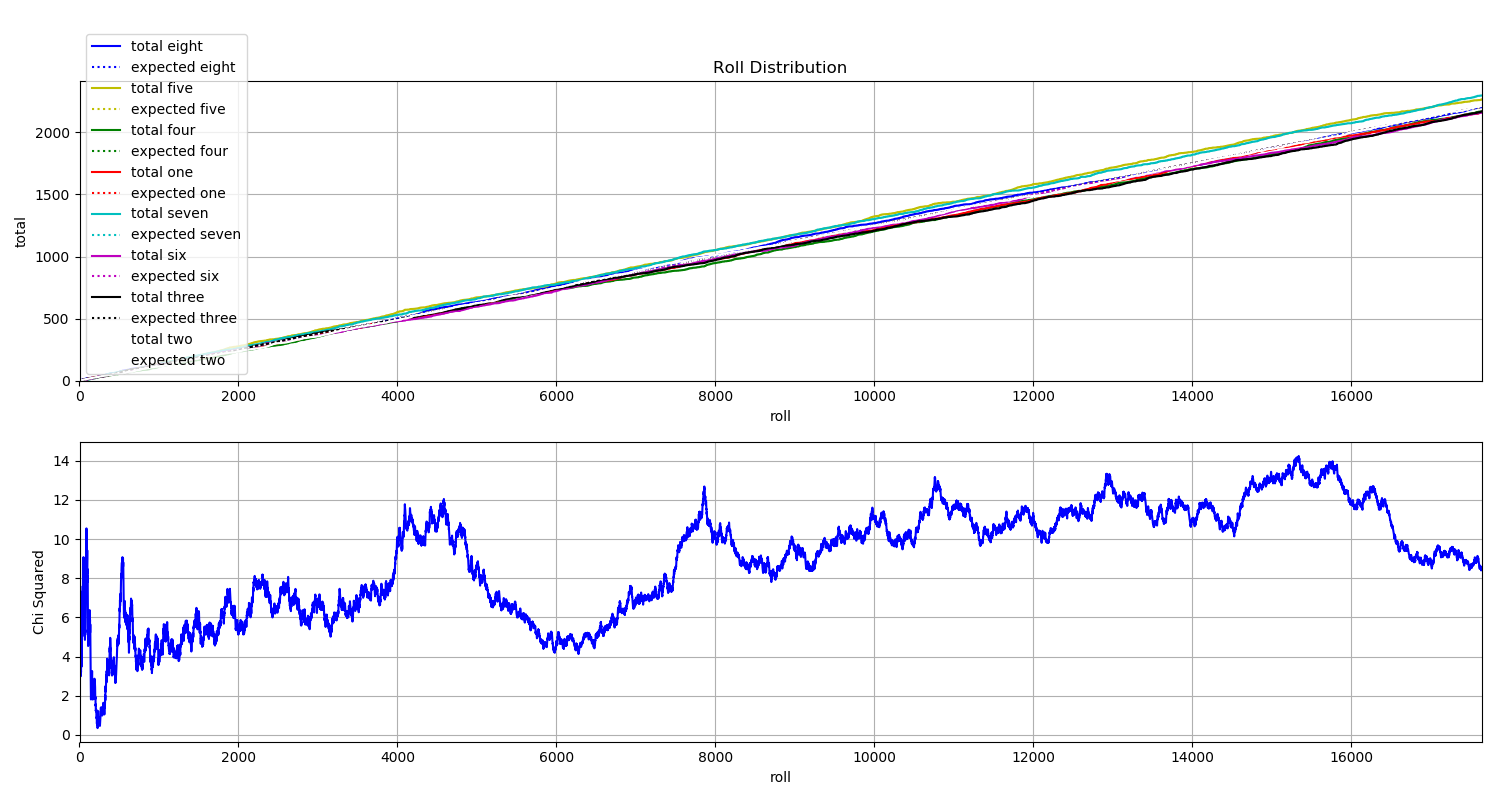 Roll Distribution
total eight
expected eight
total five
expected five
total four
expected four
total one
expected one
total seven
expected seven
total six
expected six
total three
expected three
total two
expected two
total
2000
1500
1000
500
0
0 2000 4000 6000 8000 10000 12000 14000 16000
roll
Chi Squared
14
12
10
8
6
4
2
0
0 2000 4000 6000 8000 10000 12000 14000 16000
roll